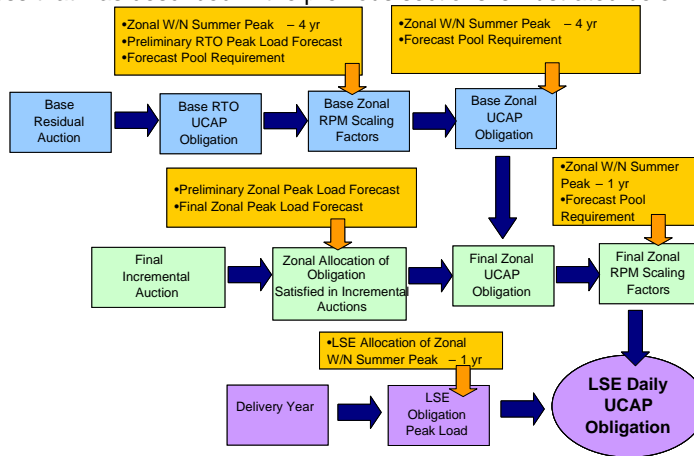 •Zonal W/N Summer Peak – 4 yr
•Preliminary RTO Peak Load Forecast
•Forecast Pool Requirement
•Zonal W/N Summer Peak – 4 yr
•Forecast Pool Requirement
Base
Residual
Auction
Base RTO
UCAP
Obligation
Base Zonal
RPM Scaling
Factors
Base Zonal
UCAP
Obligation
•Preliminary Zonal Peak Load Forecast
•Final Zonal Peak Load Forecast
•Zonal W/N Summer
Peak – 1 yr
•Forecast Pool
Requirement
Final
Incremental
Auction
Zonal Allocation of
Obligation
Satisfied in Incremental
Auctions
Final Zonal
UCAP
Obligation
Final Zonal
RPM Scaling
Factors
•LSE Allocation of Zonal
W/N Summer Peak – 1 yr
Delivery Year
LSE
Obligation
Peak Load
LSE Daily
UCAP
Obligation